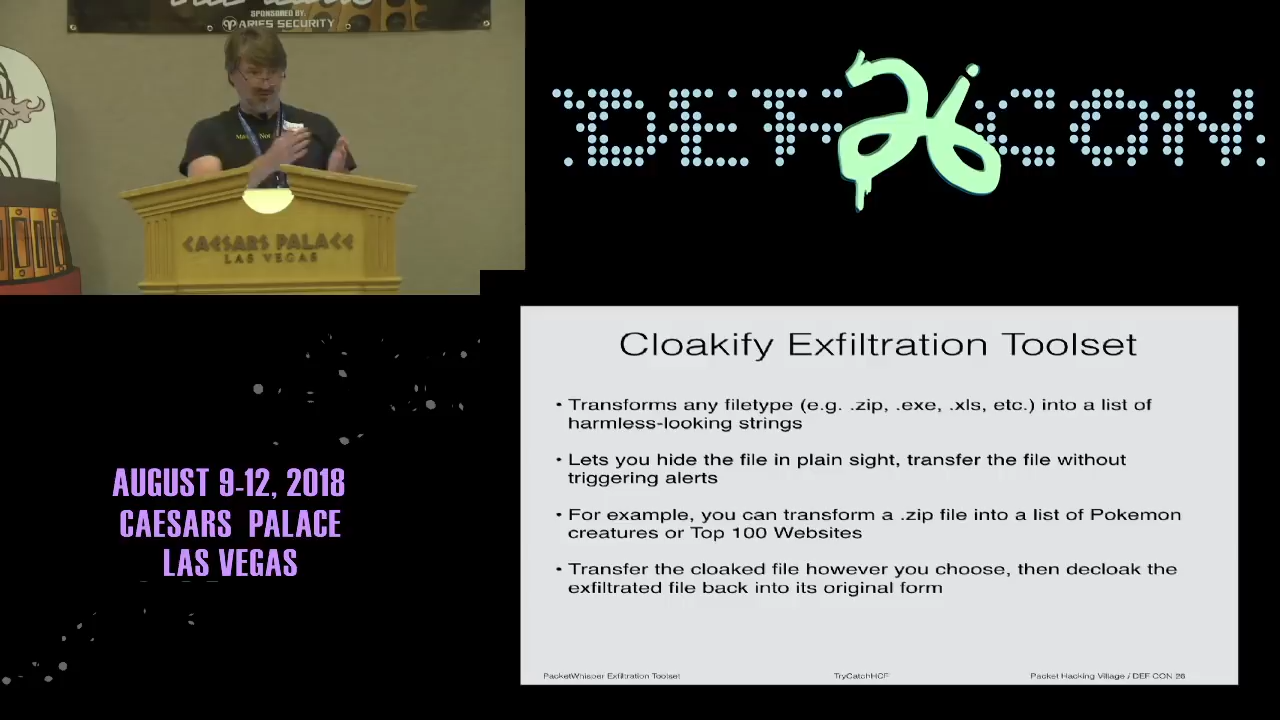 SPONSORED BY:
ARIES SECURITY
CAESARS PALACE
LAS VEGAS
DEF 26 CON
AUGUST 9-12, 2018
CAESARS PALACE
LAS VEGAS
Cloakify Exfiltration Toolset
• Transforms any filetype (e.g. .zip, .exe, .xls, etc.) into a list of
harmless-looking strings
• Lets you hide the file in plain sight, transfer the file without
triggering alerts
• For example, you can transform a .zip file into a list of Pokemon
creatures or Top 100 Websites
• Transfer the cloaked file however you choose, then decloak the
exfiltrated file back into its original form
PacketWhisper Exfiltration Toolset
TryCatchHCF
Packet Hacking Village / DEF CON 26